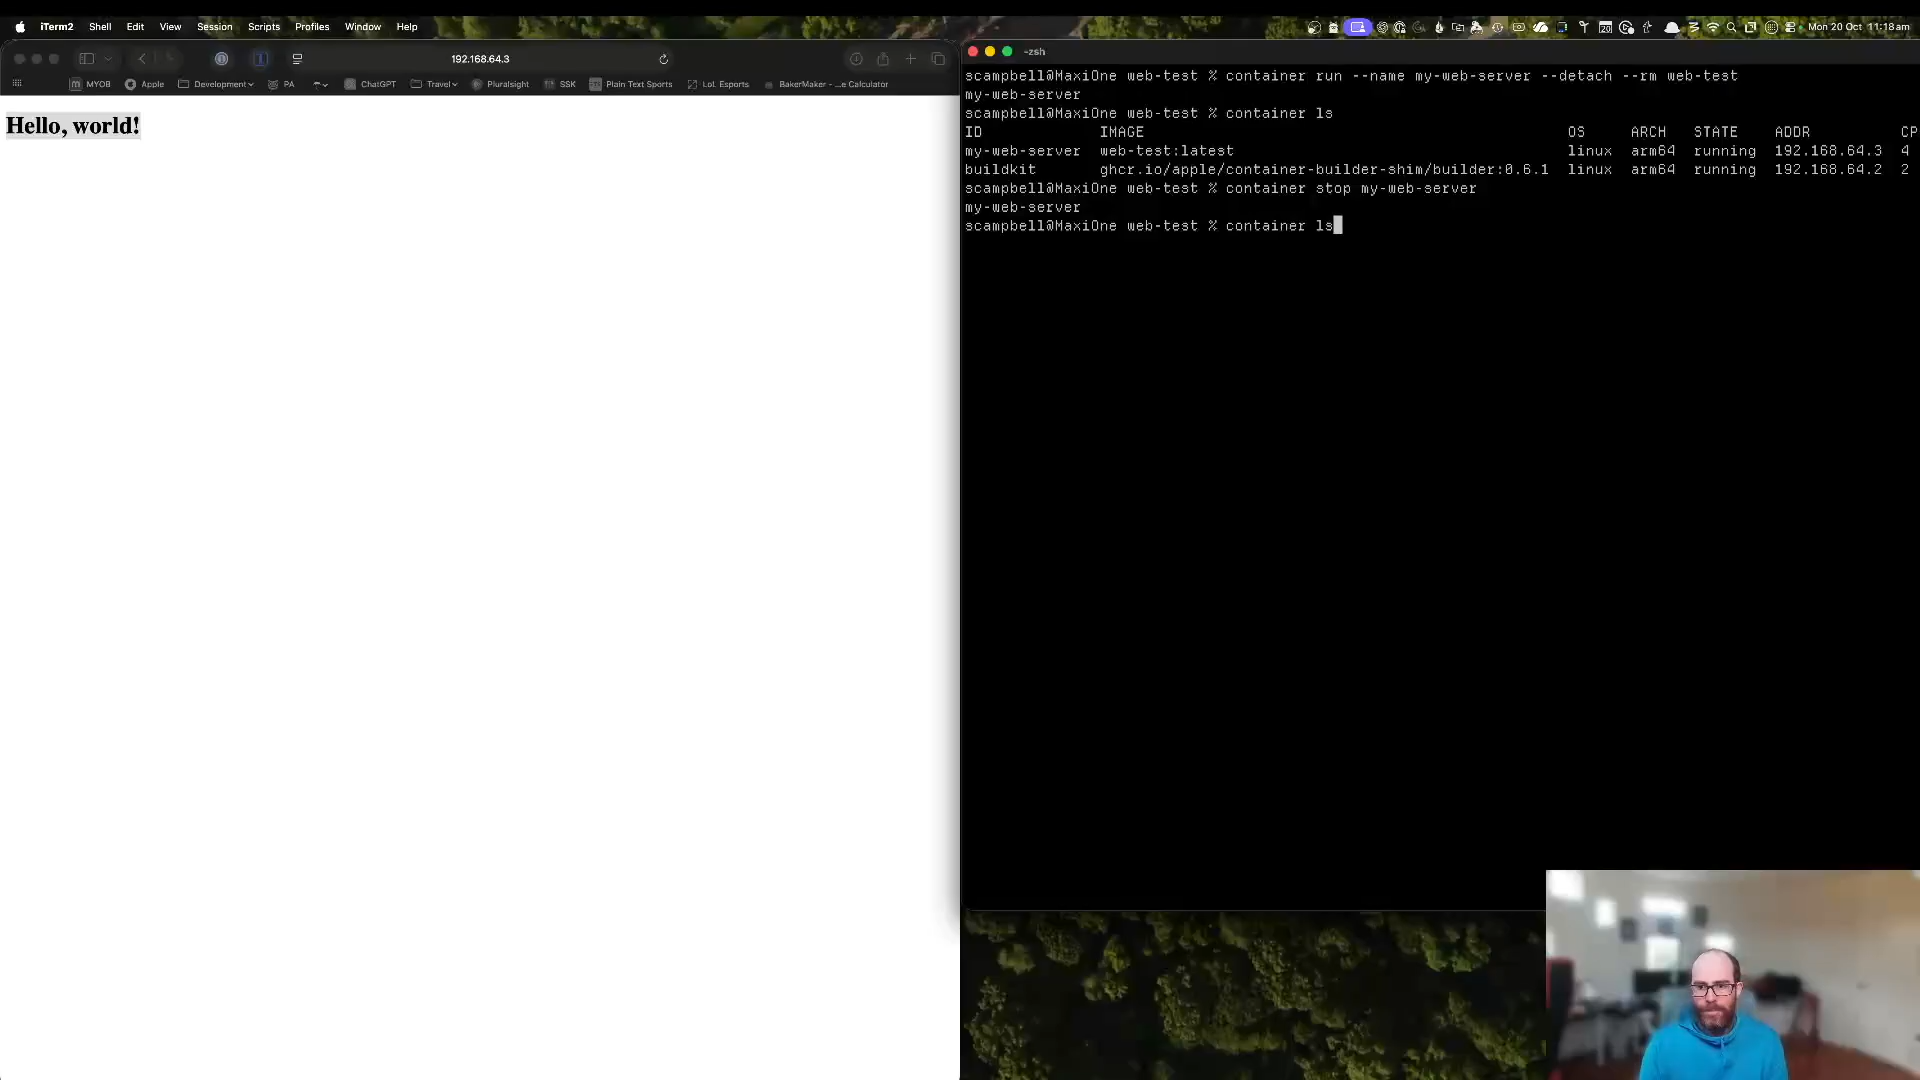 iTerm2 Shell Edit View Session Scripts Profiles Window Help
Mon 20 Oct 11:18 am
192.168.64.3
MYOB Apple Development PA ChatGPT Travel Pluralsight SSK Plain Text Sports LoL Esports BakerMaker - ...e Calculator
Hello, world!
-zsh
scampbell@MaxiOne web-test % container run --name my-web-server --detach --rm web-test
my-web-server
scampbell@MaxiOne web-test % container ls
ID IMAGE OS ARCH STATE ADDR CP
my-web-server web-test:latest linux arm64 running 192.168.64.3 4
buildkit ghcr.io/apple/container-builder-shim/builder:0.6.1 linux arm64 running 192.168.64.2 2
scampbell@MaxiOne web-test % container stop my-web-server
my-web-server
scampbell@MaxiOne web-test % container ls